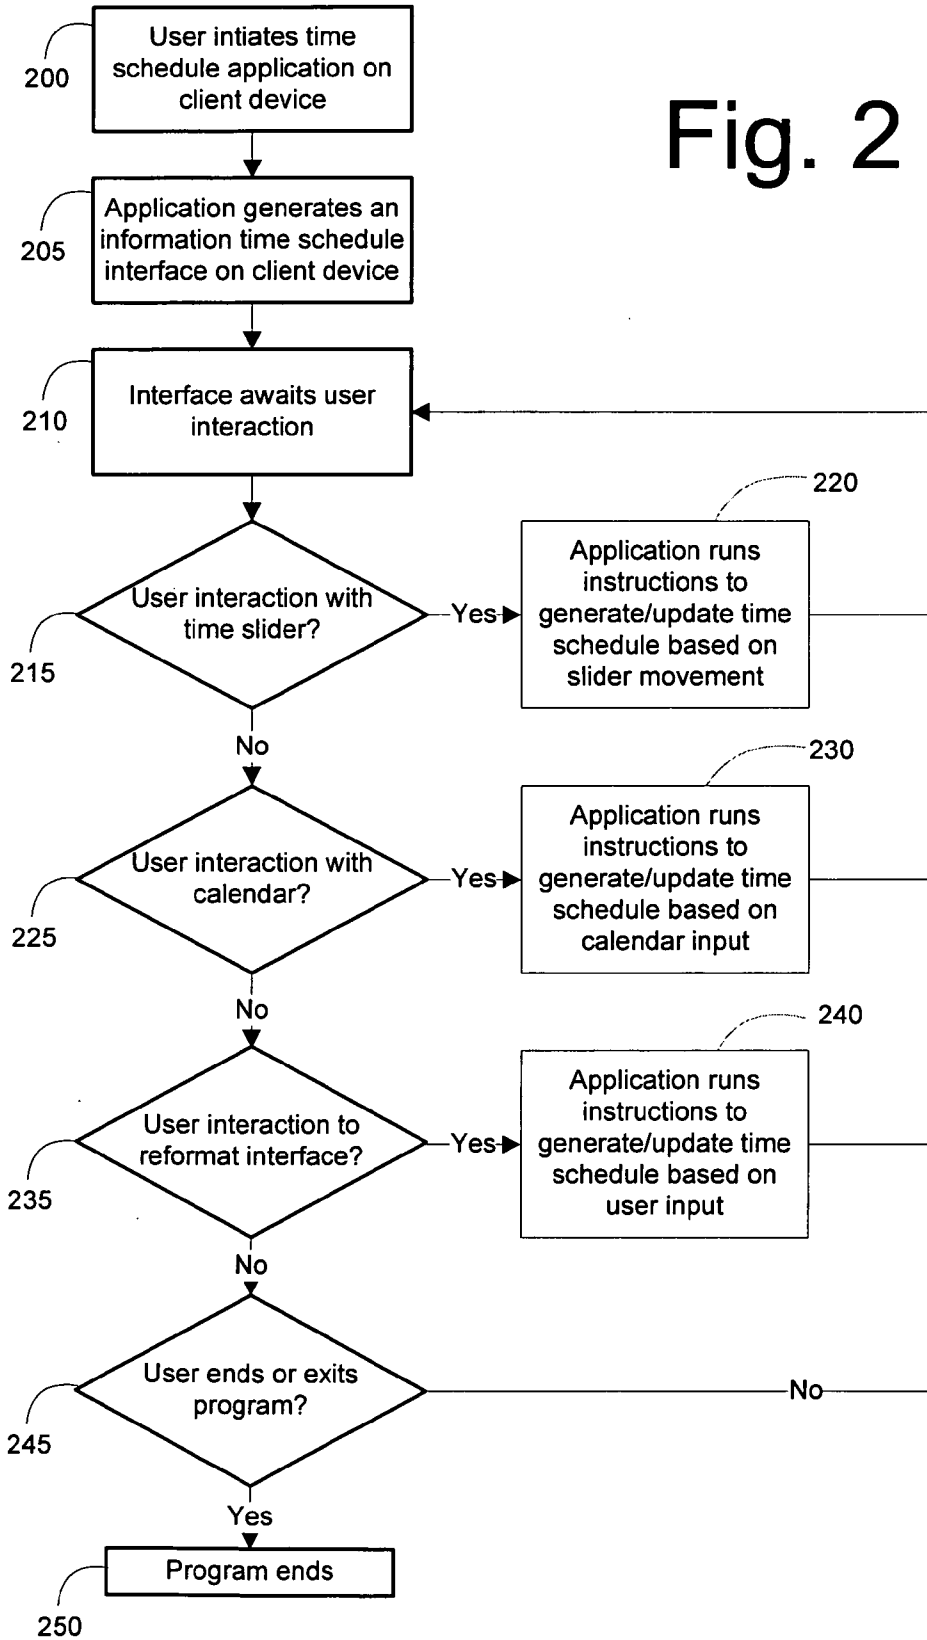 User intiates time
schedule application on
client device
200
Fig. 2
Application generates an
information time schedule
interface on client device
205
Interface awaits user
interaction
210
User interaction with
time slider?
215
Yes
Application runs
instructions to
generate/update time
schedule based on
slider movement
220
No
User interaction with
calendar?
225
Yes
Application runs
instructions to
generate/update time
schedule based on
calendar input
230
No
User interaction to
reformat interface?
235
Yes
Application runs
instructions to
generate/update time
schedule based on
user input
240
No
User ends or exits
program?
245
No
Yes
Program ends
250